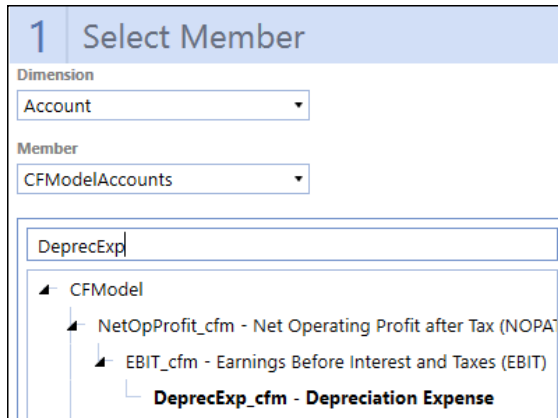 1 Select Member
Dimension
Account
Member
CFModelAccounts
DeprecExp
CFModel
NetOpProfit_cfm - Net Operating Profit after Tax (NOPAT
EBIT_cfm - Earnings Before Interest and Taxes (EBIT)
DeprecExp_cfm - Depreciation Expense